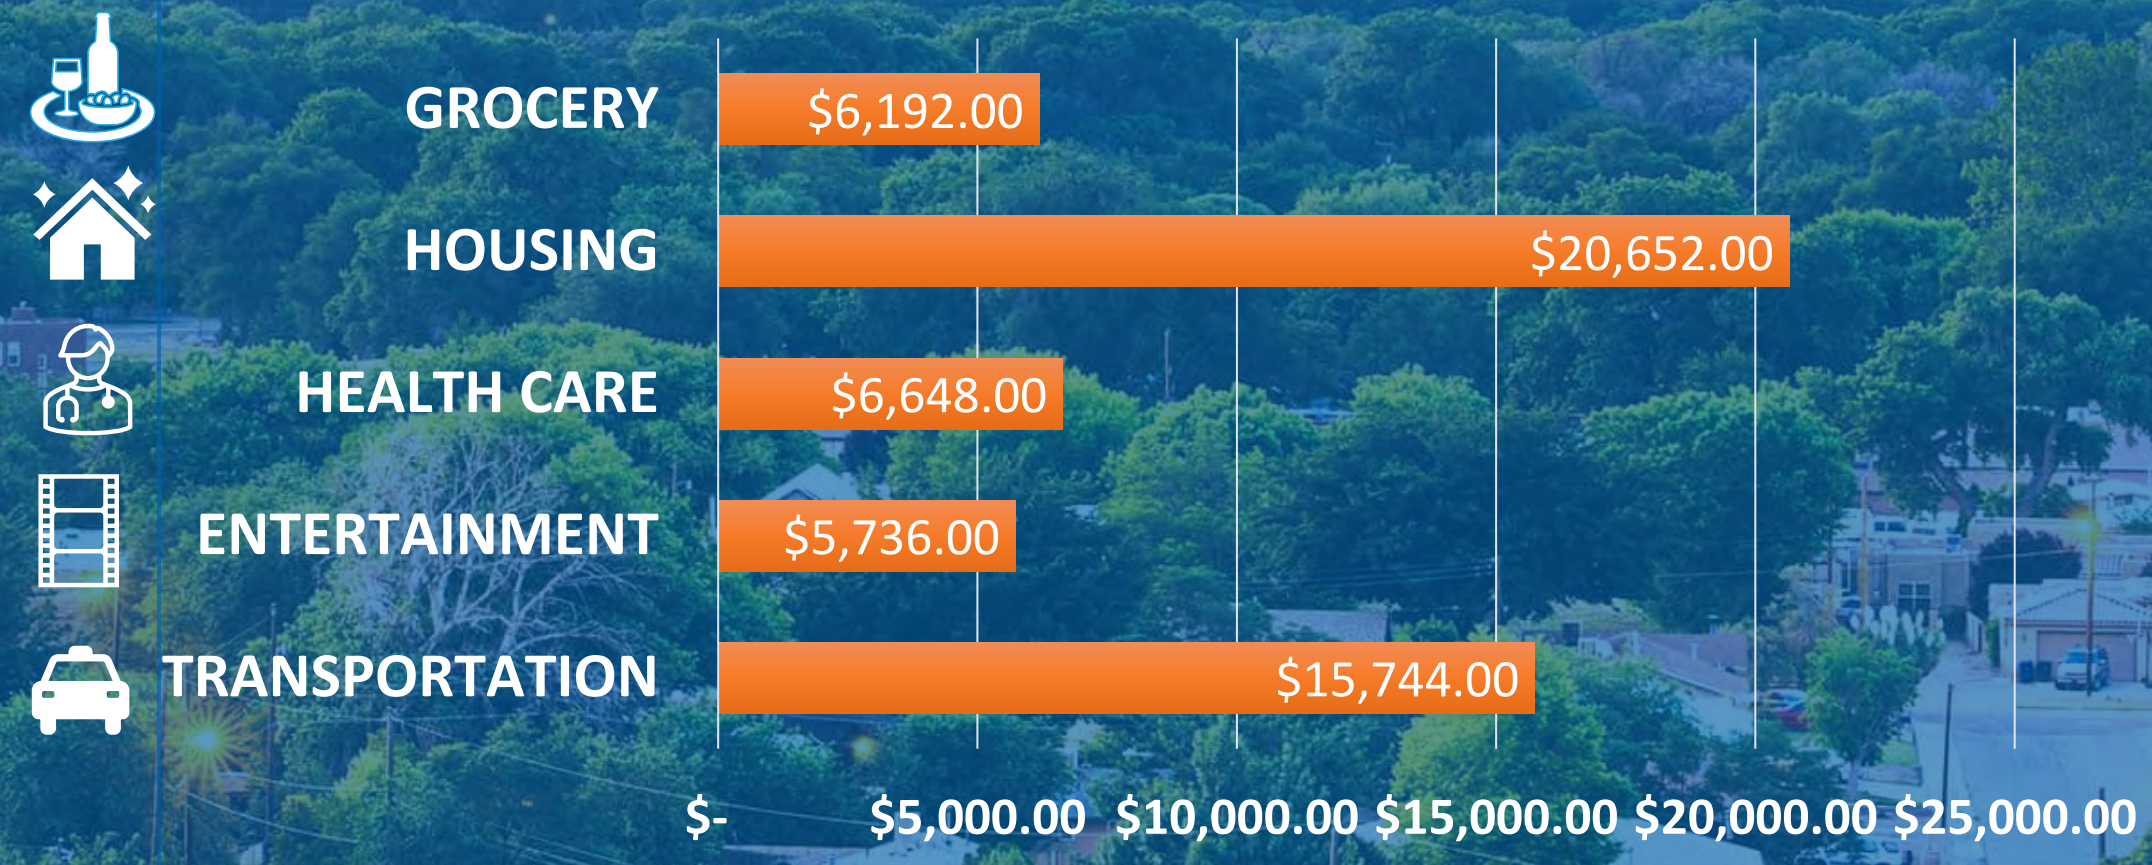 GROCERY $6,192.00
HOUSING $20,652.00
HEALTH CARE $6,648.00
ENTERTAINMENT $5,736.00
TRANSPORTATION $15,744.00
$- $5,000.00 $10,000.00 $15,000.00 $20,000.00 $25,000.00